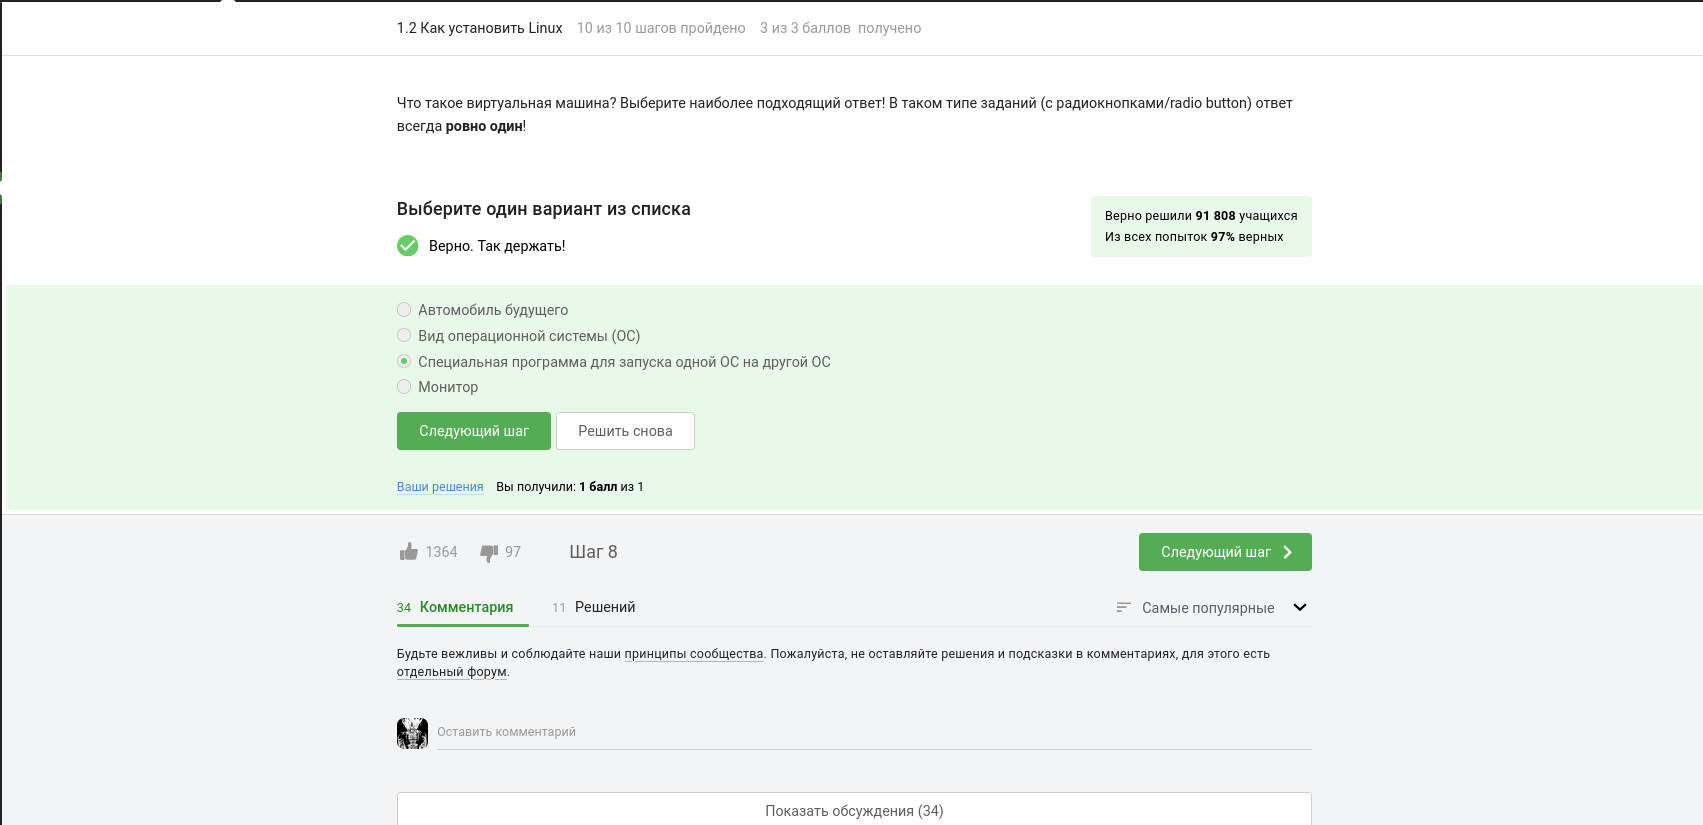 1.2 Как установить Linux 10 из 10 шагов пройдено 3 из 3 баллов получено
Что такое виртуальная машина? Выберите наиболее подходящий ответ! В таком типе заданий (с радиокнопками/radio button) ответ
всегда ровно один!
Выберите один вариант из списка
Верно. Так держать!
Верно решили 91 808 учащихся
Из всех попыток 97% верных
Автомобиль будущего
Вид операционной системы (ОС)
Специальная программа для запуска одной ОС на другой ОС
Монитор
Следующий шаг Решить снова
Ваши решения Вы получили: 1 балл из 1
1364 97 Шаг 8 Следующий шаг
34 Комментария 11 Решений Самые популярные
Будьте вежливы и соблюдайте наши принципы сообщества. Пожалуйста, не оставляйте решения и подсказки в комментариях, для этого есть
отдельный форум.
Оставить комментарий
Показать обсуждения (34)